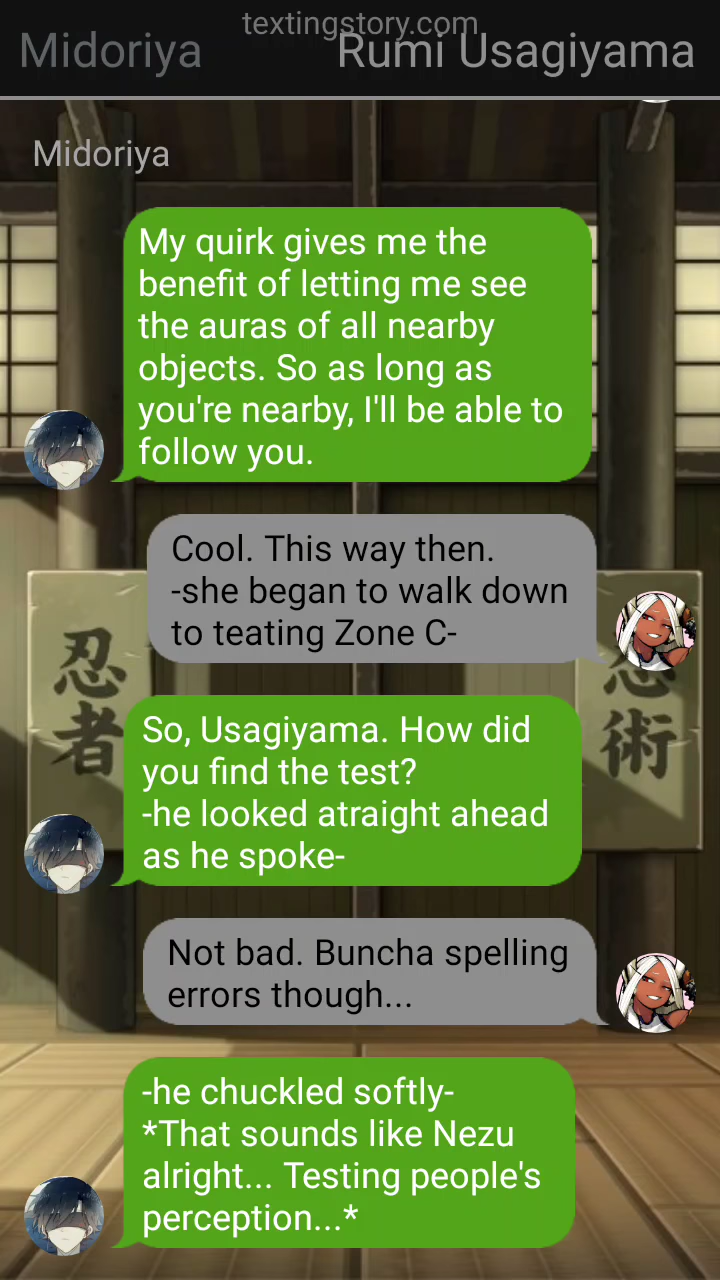 textingstory.com
Midoriya
Rumi Usagiyama
Midoriya
My quirk gives me the
benefit of letting me see
the auras of all nearby
objects. So as long as
you're nearby, I'll be able to
follow you.
Cool. This way then.
-she began to walk down
to teating Zone C-
忍者
忍術
So, Usagiyama. How did
you find the test?
-he looked atraight ahead
as he spoke-
Not bad. Buncha spelling
errors though...
-he chuckled softly-
*That sounds like Nezu
alright... Testing people's
perception...*